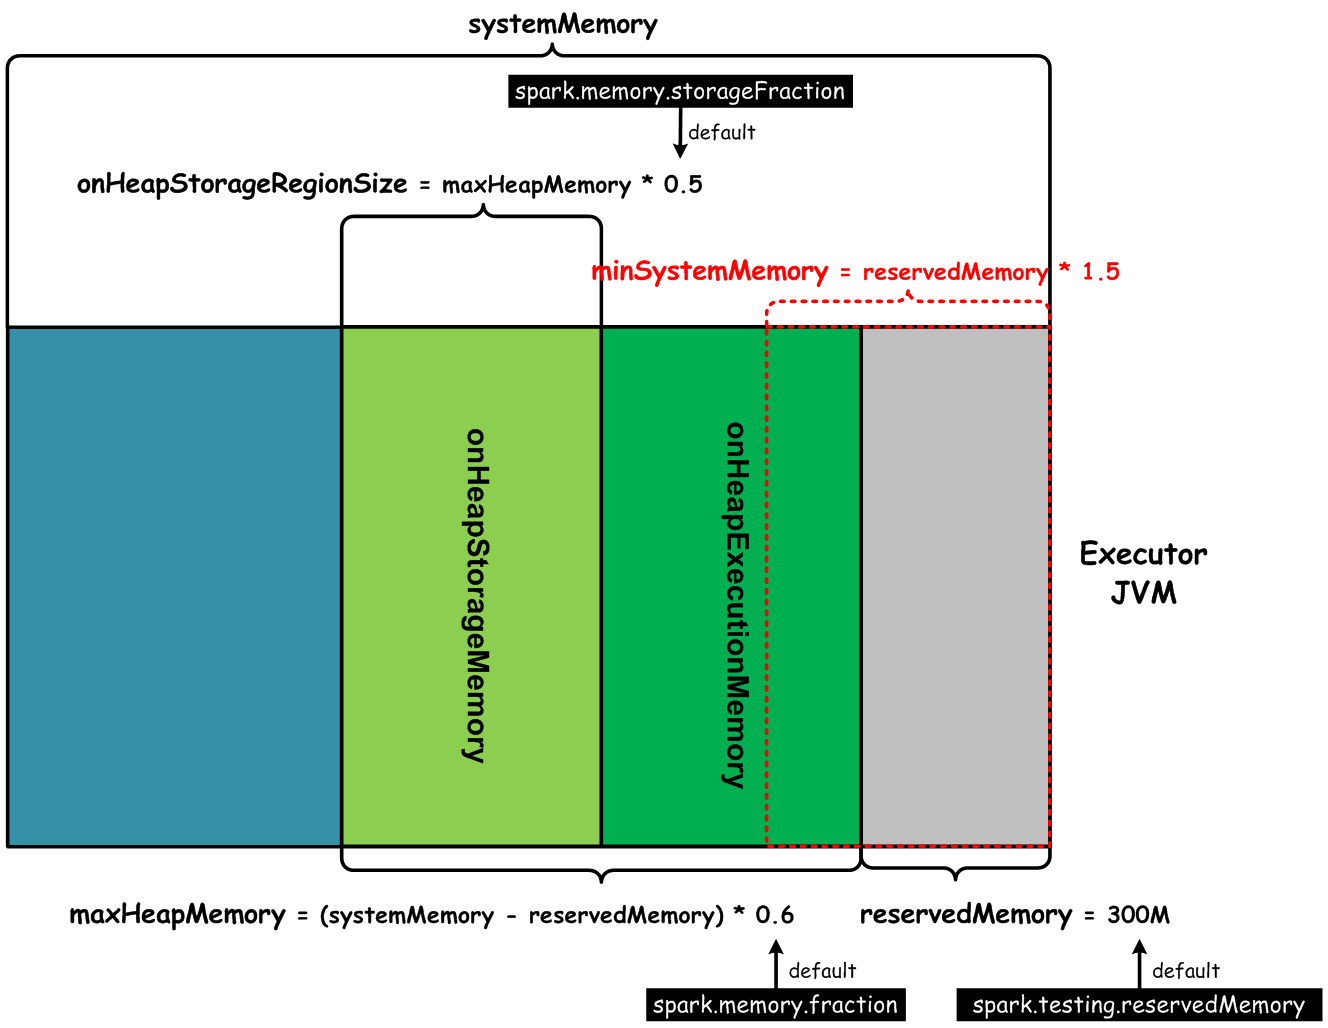 systemMemory
spark.memory.storageFraction
default
onHeapStorageRegionSize = maxHeapMemory * 0.5
minSystemMemory = reservedMemory * 1.5
onHeapStorageMemory
onHeapExecutionMemory
Executor
JVM
maxHeapMemory = (systemMemory - reservedMemory) * 0.6
reservedMemory = 300M
default
default
spark.memory.fraction
spark.testing.reservedMemory